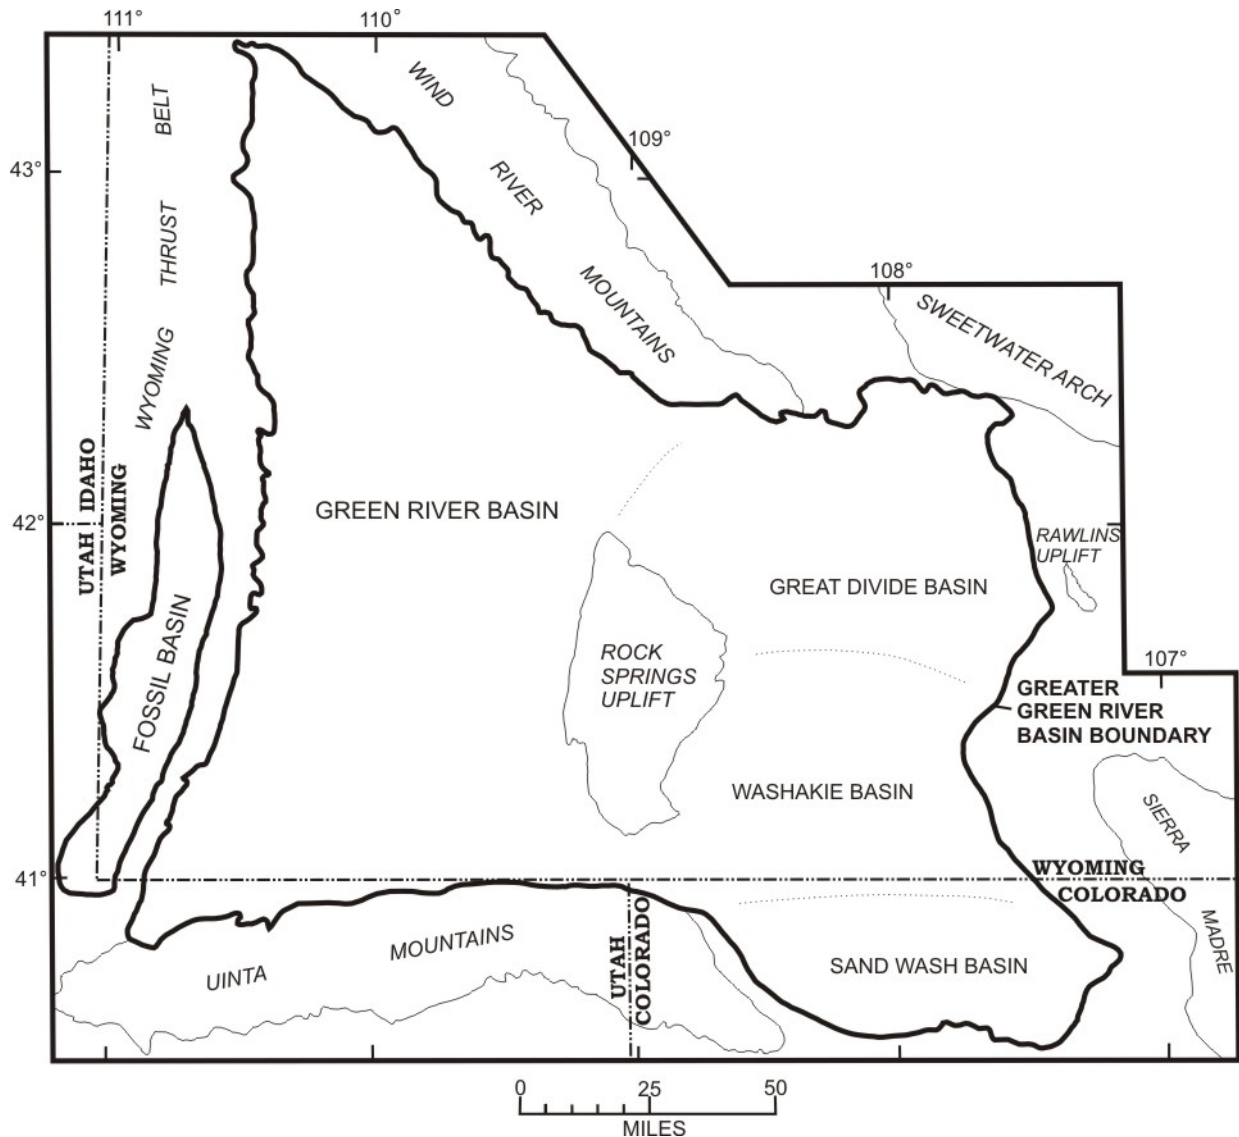 111°
110°
WIND
RIVER
MOUNTAINS
109°
43°
BELT
THRUST
WYOMING
108°
SWEETWATER ARCH
UTAH IDAHO
WYOMING
42°
GREEN RIVER BASIN
RAWLINS
UPLIFT
GREAT DIVIDE BASIN
FOSSIL BASIN
ROCK
SPRINGS
UPLIFT
107°
GREATER
GREEN RIVER
BASIN BOUNDARY
WASHAKIE BASIN
SIERRA
MADRE
41°
WYOMING
COLORADO
UINTA
MOUNTAINS
UTAH
COLORADO
SAND WASH BASIN
0 25 50
MILES